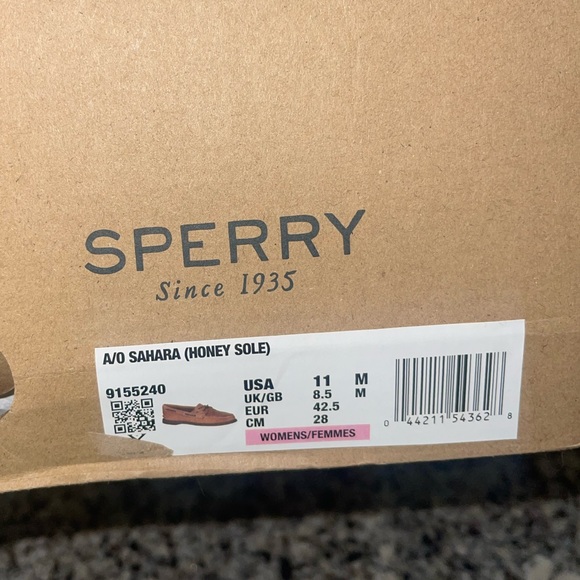 SPERRY
Since 1935
A/O SAHARA (HONEY SOLE)
9155240
USA 11 M
UK/GB 8.5 M
EUR 42.5
CM 28
WOMENS/FEMMES
0 44211 54362 8